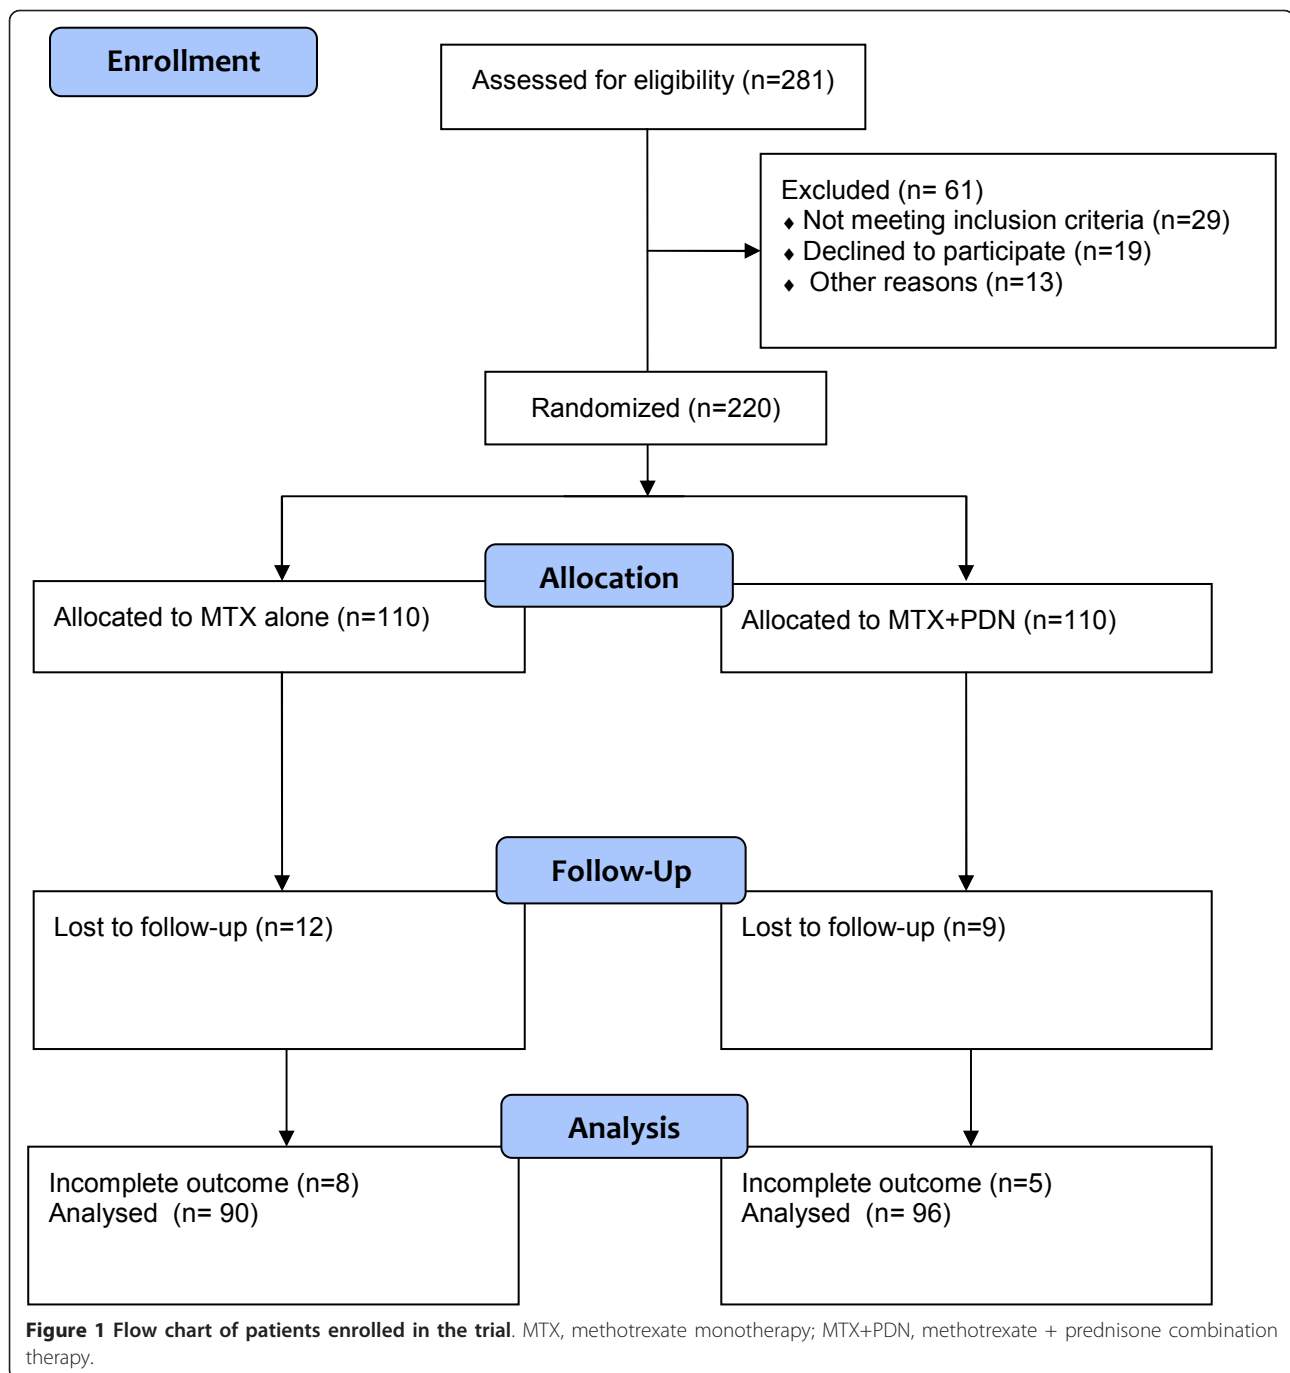 Enrollment
Assessed for eligibility (n=281)
Excluded (n= 61)
♦ Not meeting inclusion criteria (n=29)
♦ Declined to participate (n=19)
♦ Other reasons (n=13)
Randomized (n=220)
Allocation
Allocated to MTX alone (n=110)
Allocated to MTX+PDN (n=110)
Follow-Up
Lost to follow-up (n=12)
Lost to follow-up (n=9)
Analysis
Incomplete outcome (n=8)
Analysed (n= 90)
Incomplete outcome (n=5)
Analysed (n= 96)
Figure 1 Flow chart of patients enrolled in the trial. MTX, methotrexate monotherapy; MTX+PDN, methotrexate + prednisone combination
therapy.